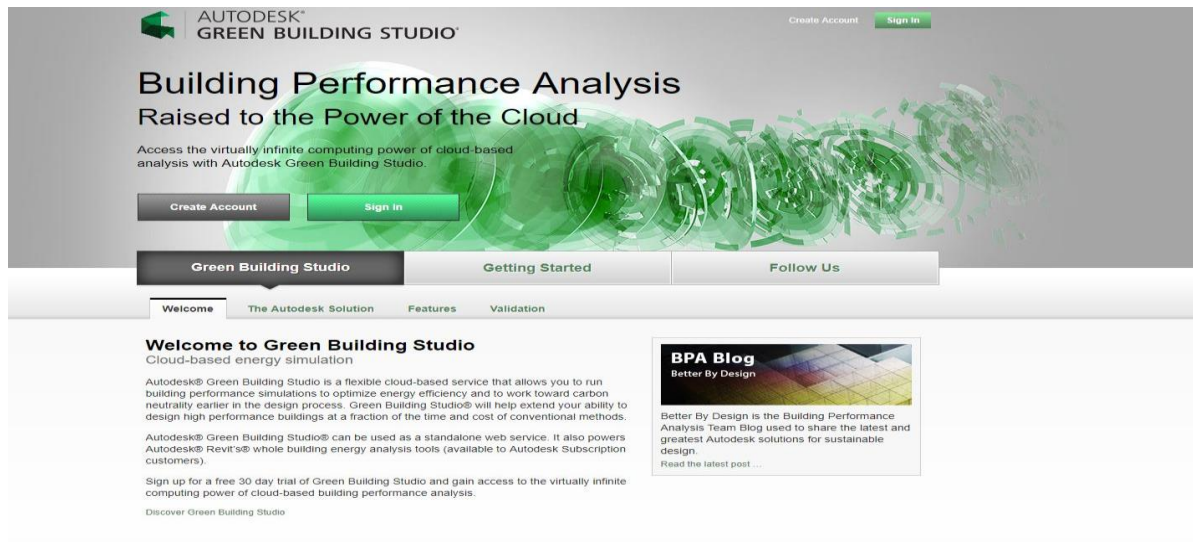 AUTODESK®
GREEN BUILDING STUDIO®
Create Account
Sign In
Building Performance Analysis
Raised to the Power of the Cloud
Access the virtually infinite computing power of cloud-based
analysis with Autodesk Green Building Studio.
Create Account
Sign In
Green Building Studio
Getting Started
Follow Us
Welcome
The Autodesk Solution
Features
Validation
Welcome to Green Building Studio
Cloud-based energy simulation
Autodesk® Green Building Studio is a flexible cloud-based service that allows you to run
building performance simulations to optimize energy efficiency and to work toward carbon
neutrality earlier in the design process. Green Building Studio® will help extend your ability to
design high performance buildings at a fraction of the time and cost of conventional methods.
Autodesk® Green Building Studio® can be used as a standalone web service. It also powers
Autodesk® Revit's® whole building energy analysis tools (available to Autodesk Subscription
customers).
Sign up for a free 30 day trial of Green Building Studio and gain access to the virtually infinite
computing power of cloud-based building performance analysis.
Discover Green Building Studio
BPA Blog
Better By Design
Better By Design is the Building Performance
Analysis Team Blog used to share the latest and
greatest Autodesk solutions for sustainable
design.
Read the latest post ...